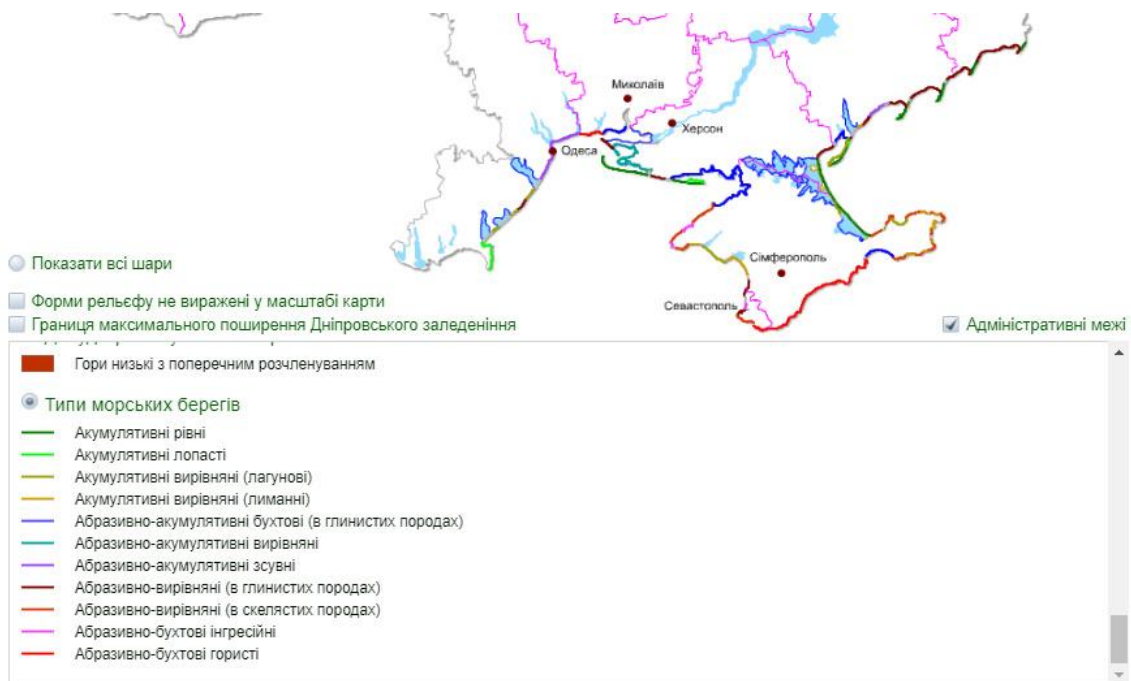 Миколаїв
Херсон
Одеса
Сімферополь
Севастополь
Показати всі шари
Форми рельєфу не виражені у масштабі карти
Границя максимального поширення Дніпровського заледеніння
Адміністративні межі
Гори низькі з поперечним розчленуванням
Типи морських берегів
Акумулятивні рівні
Акумулятивні лопасті
Акумулятивні вирівняні (лагунові)
Акумулятивні вирівняні (лиманні)
Абразивно-акумулятивні бухтові (в глинистих породах)
Абразивно-акумулятивні вирівняні
Абразивно-акумулятивні зсувні
Абразивно-вирівняні (в глинистих породах)
Абразивно-вирівняні (в скелястих породах)
Абразивно-бухтові інгресійні
Абразивно-бухтові гористі